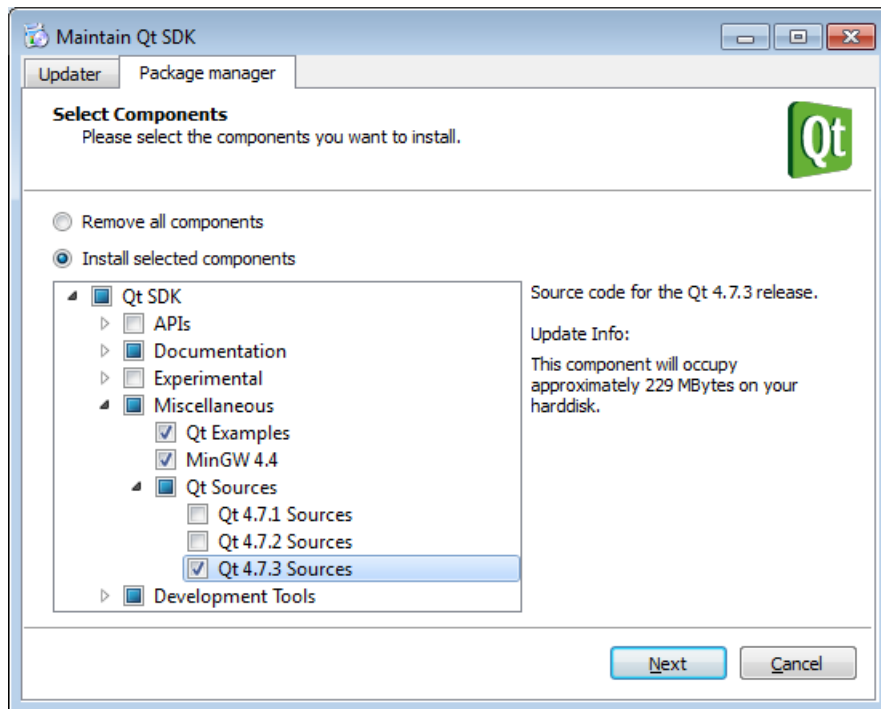 Maintain Qt SDK
Updater
Package manager
Select Components
Please select the components you want to install.
Qt
Remove all components
Install selected components
Qt SDK
APIs
Documentation
Experimental
Miscellaneous
Qt Examples
MinGW 4.4
Qt Sources
Qt 4.7.1 Sources
Qt 4.7.2 Sources
Qt 4.7.3 Sources
Development Tools
Source code for the Qt 4.7.3 release.
Update Info:
This component will occupy
approximately 229 MBytes on your
harddisk.
Next
Cancel